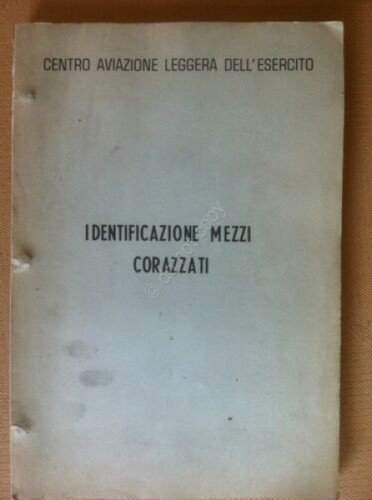 CENTRO AVIAZIONE LEGGERA DELL'ESERCITO
IDENTIFICAZIONE MEZZI
CORAZZATI